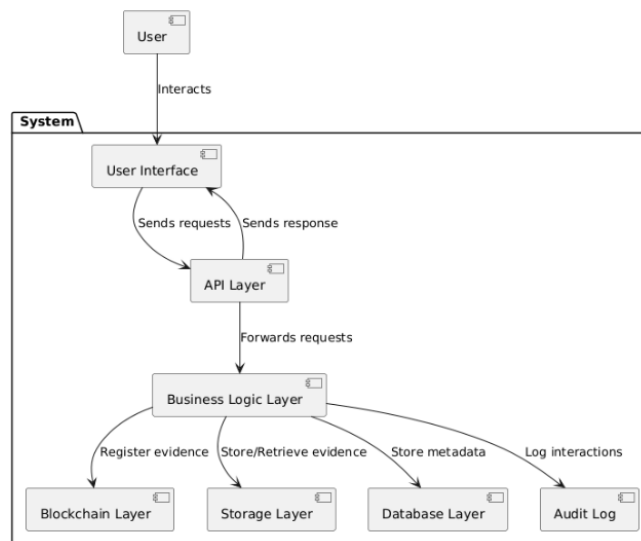 User
Interacts
System
User Interface
Sends requests
Sends response
API Layer
Forwards requests
Business Logic Layer
Register evidence
Store/Retrieve evidence
Store metadata
Log interactions
Blockchain Layer
Storage Layer
Database Layer
Audit Log